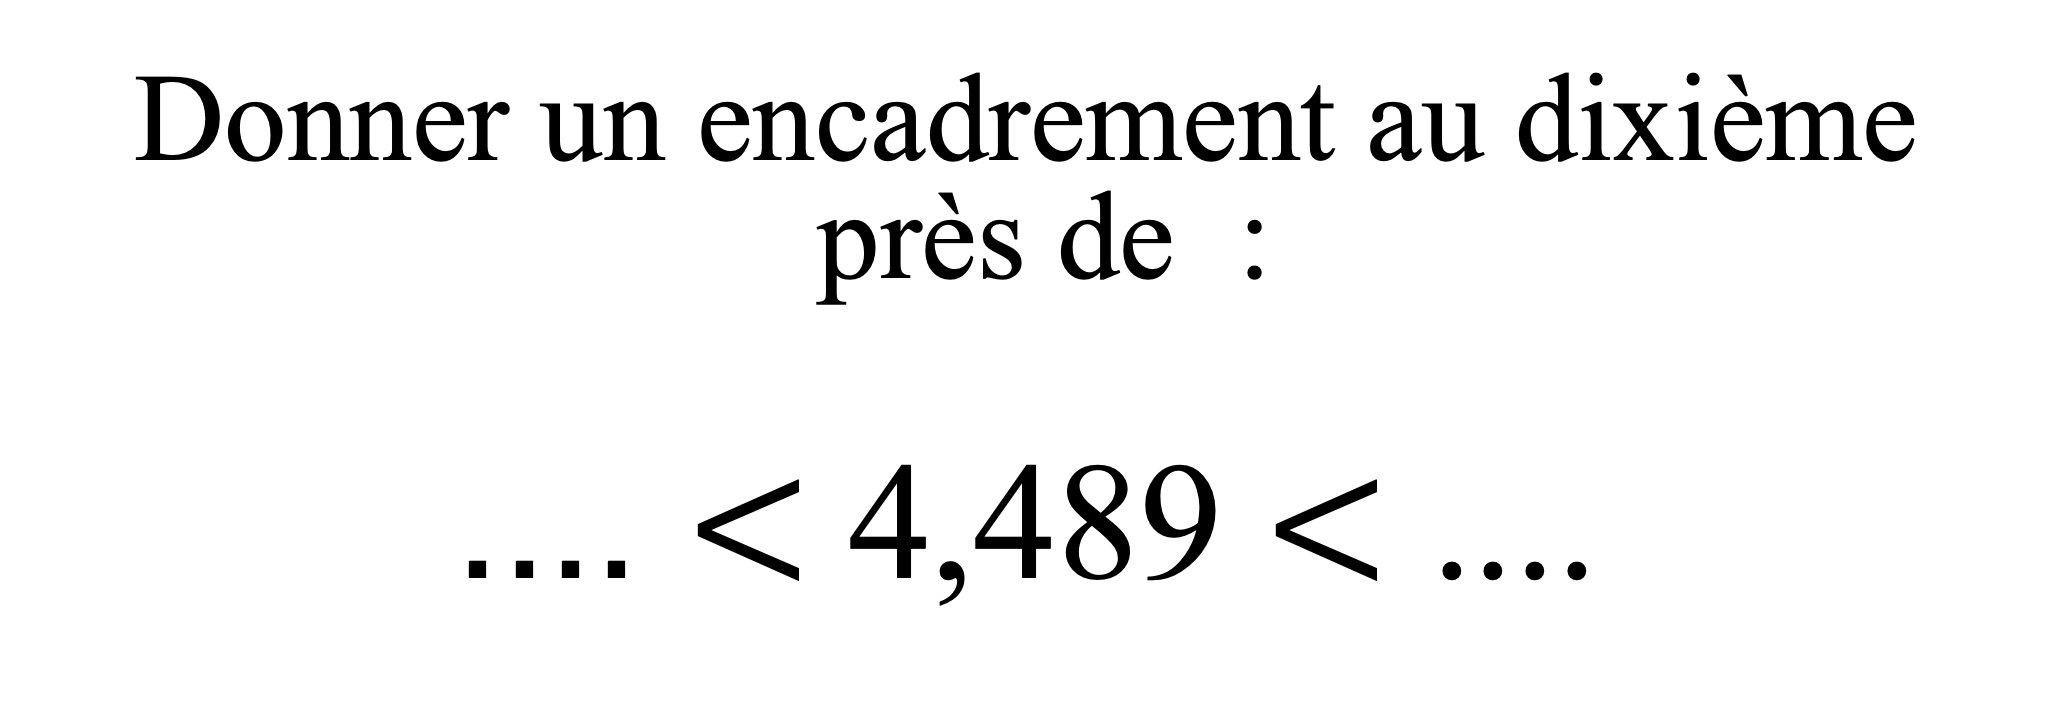 Donner un encadrement au dixième
près de  :
.... < 4,489 < ....